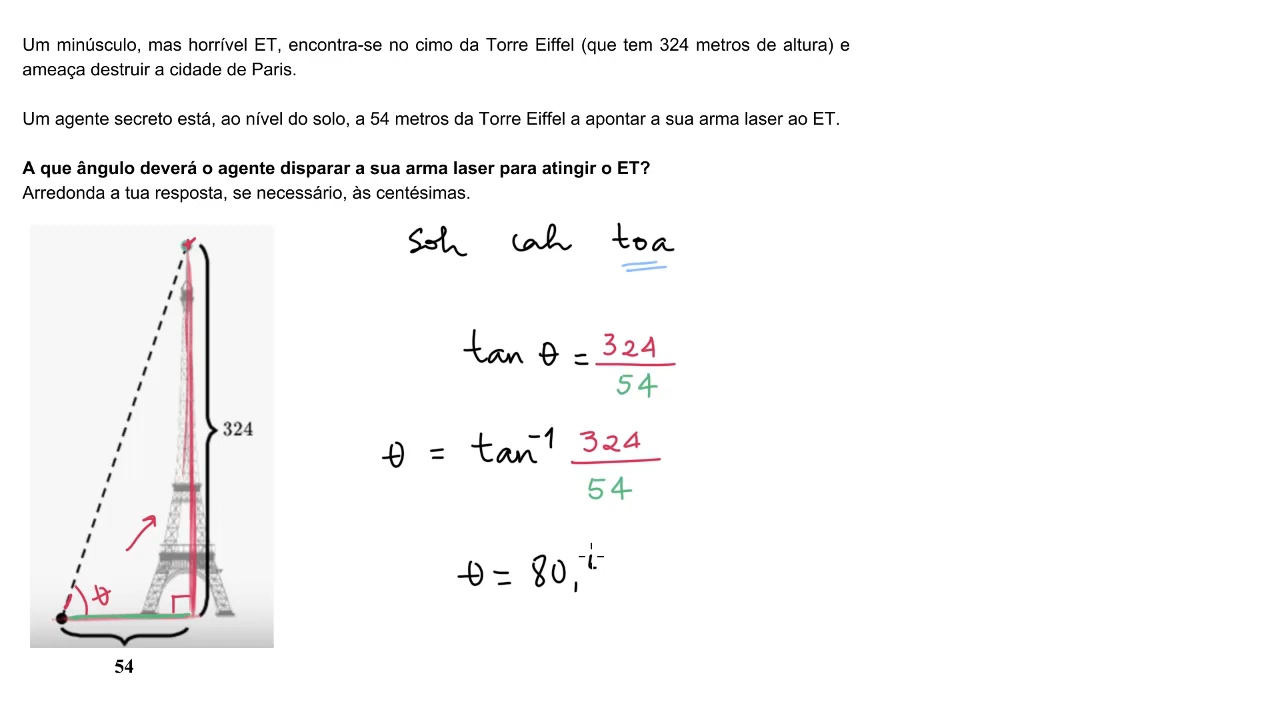 Um minúsculo, mas horrível ET, encontra-se no cimo da Torre Eiffel (que tem 324 metros de altura) e
ameaça destruir a cidade de Paris.
Um agente secreto está, ao nível do solo, a 54 metros da Torre Eiffel a apontar a sua arma laser ao ET.
A que ângulo deverá o agente disparar a sua arma laser para atingir o ET?
Arredonda a tua resposta, se necessário, às centésimas.
soh cah toa
tan θ = 324/54
324
θ = tan⁻¹ 324/54
θ = 80,
θ
54